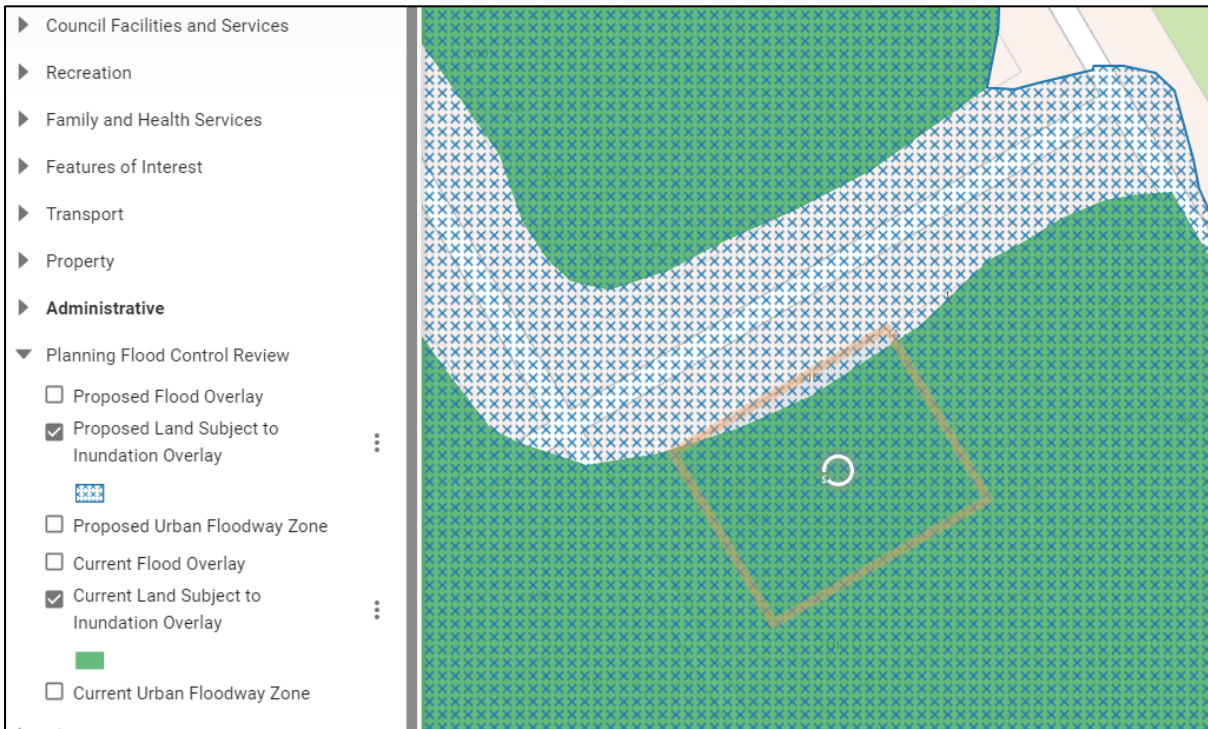 Council Facilities and Services
Recreation
Family and Health Services
Features of Interest
Transport
Property
Administrative
Planning Flood Control Review
Proposed Flood Overlay
Proposed Land Subject to
Inundation Overlay
Proposed Urban Floodway Zone
Current Flood Overlay
Current Land Subject to
Inundation Overlay
Current Urban Floodway Zone